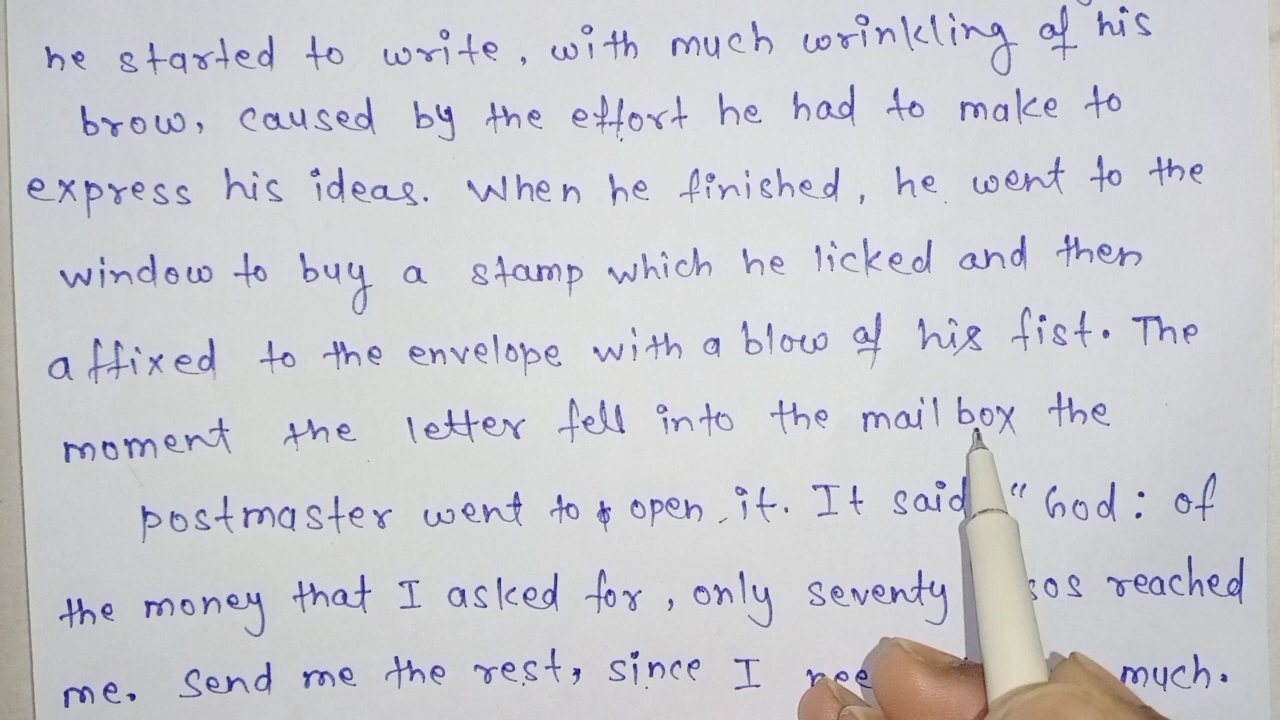 he started to write, with much wrinkling of his
brow, caused by the effort he had to make to
express his ideas. When he finished, he went to the
window to buy a stamp which he licked and then
affixed to the envelope with a blow of his fist. The
moment the letter fell into the mailbox the
postmaster went to open it. It said "God: of
the money that I asked for, only seventy reached
me. Send me the rest, since I much.